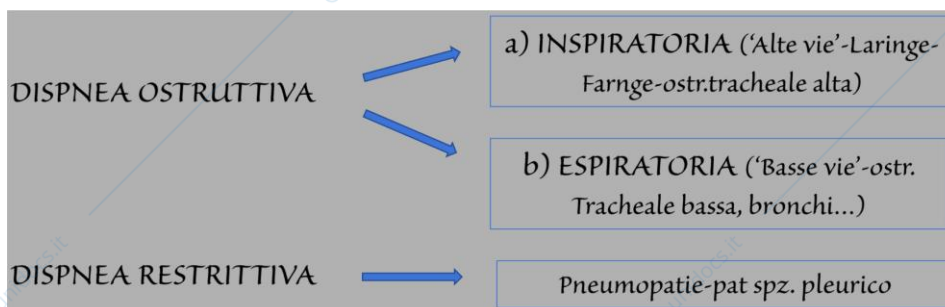 DISPNEA OSTRUTTIVA
a) INSPIRATORIA ('Alte vie'-Laringe-
Farnge-ostr.tracheale alta)
b) ESPIRATORIA ('Basse vie'-ostr.
Tracheale bassa, bronchi...)
DISPNEA RESTRITTIVA
Pneumopatie-pat spz. pleurico